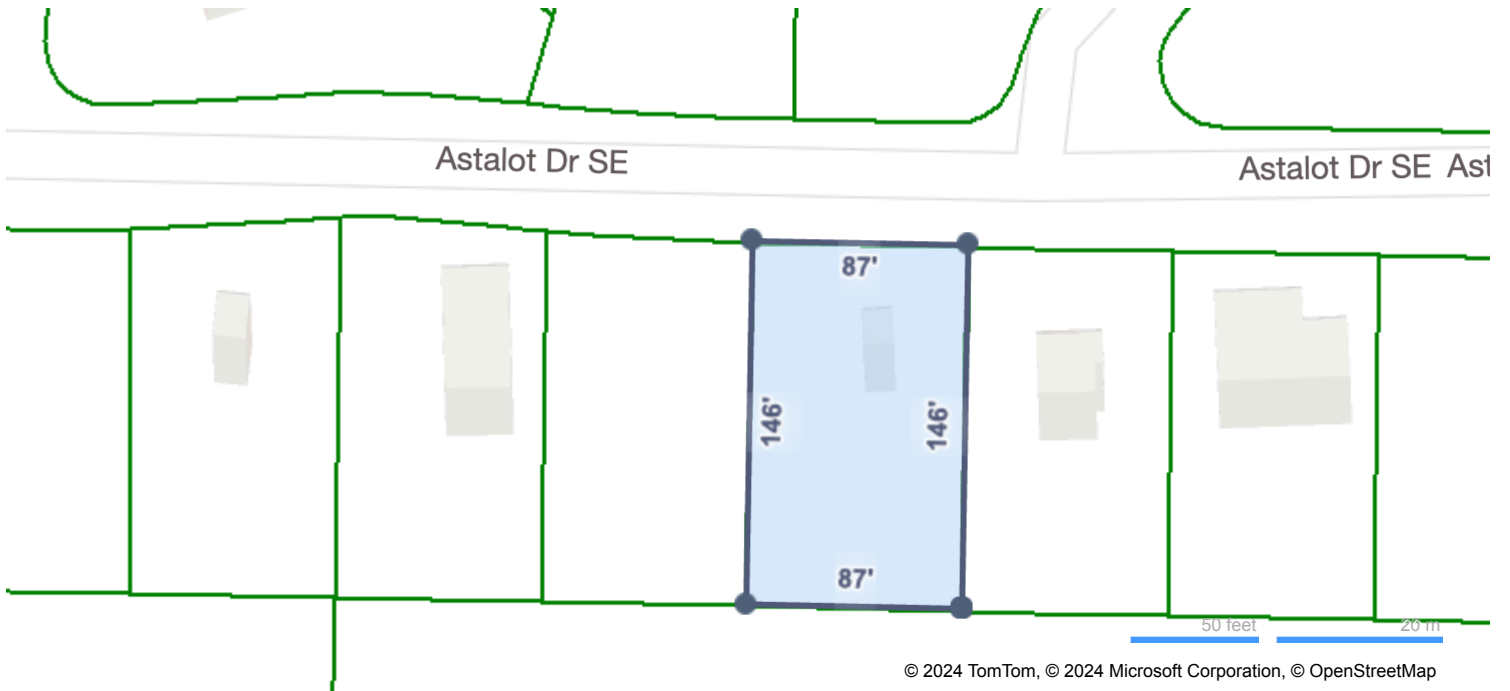 Astalot Dr SE
Astalot Dr SE Ast
87'
146'
146'
87'
50 feet
20 m
© 2024 TomTom, © 2024 Microsoft Corporation, © OpenStreetMap